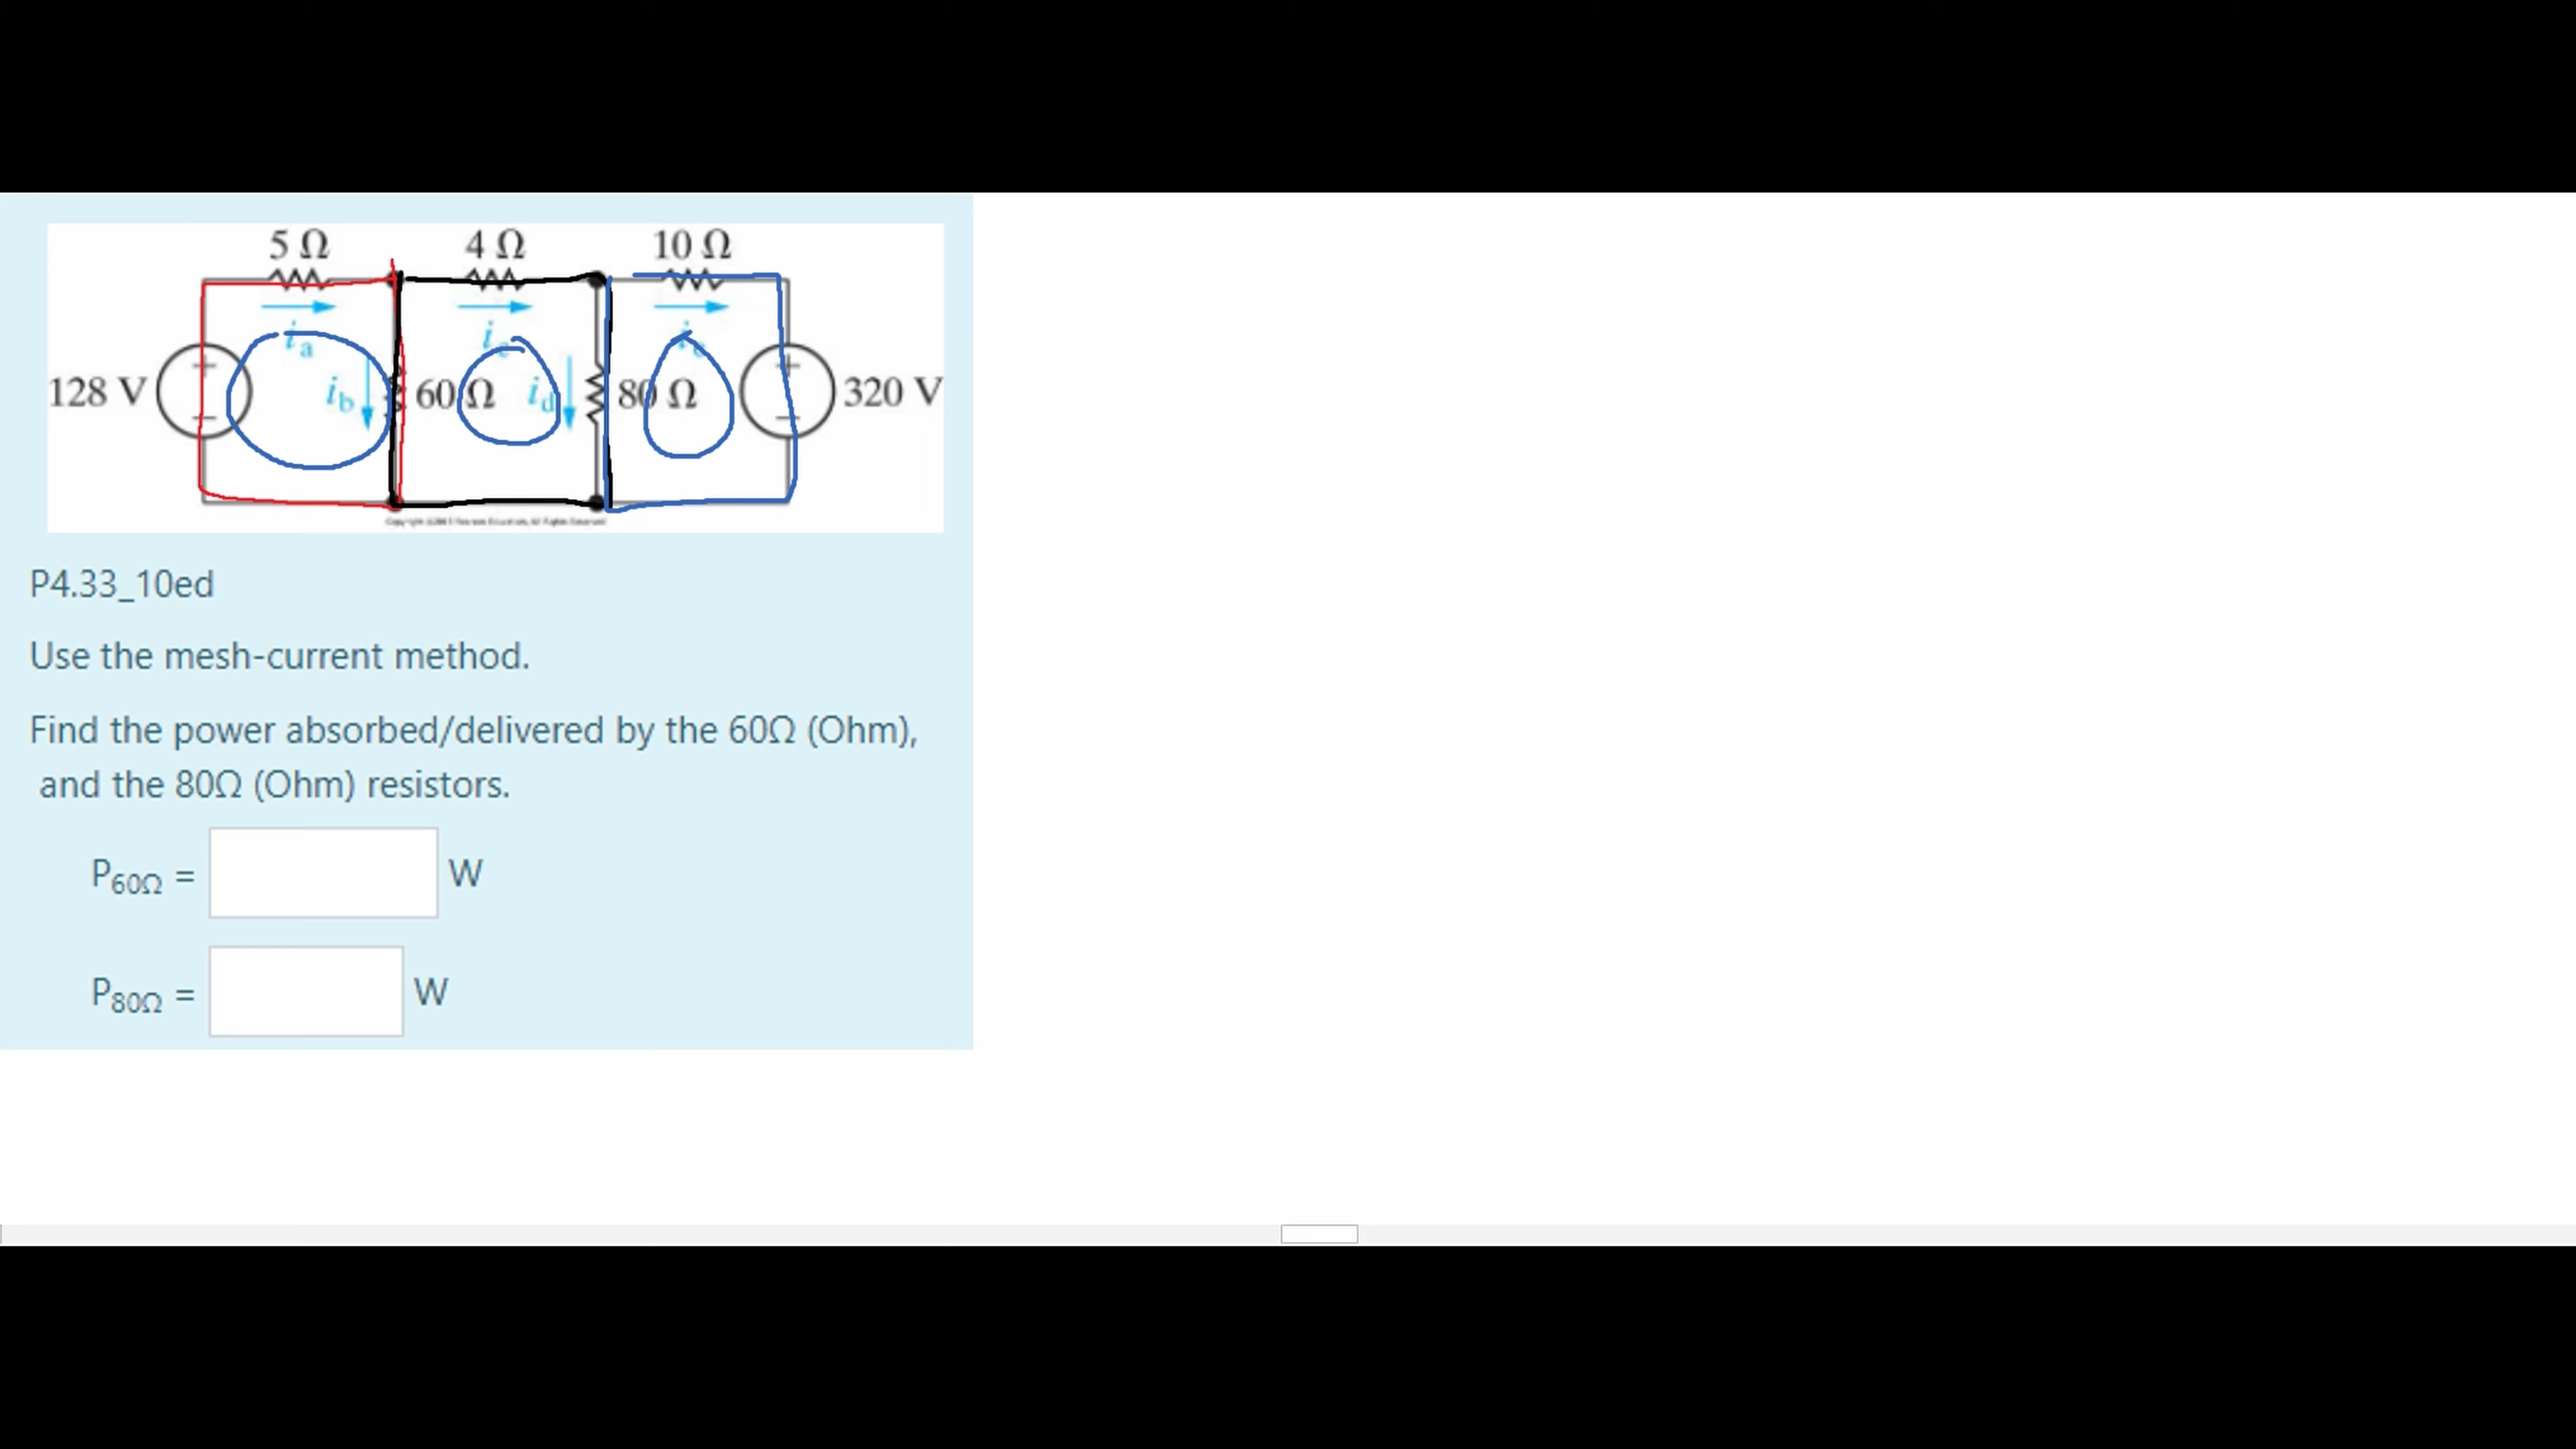 5 Ω 4 Ω 10 Ω
i a i i
128 V + − i b 60 Ω i d 80 Ω + − 320 V
P4.33_10ed
Use the mesh-current method.
Find the power absorbed/delivered by the 60Ω (Ohm),
and the 80Ω (Ohm) resistors.
P60Ω = W
P80Ω = W